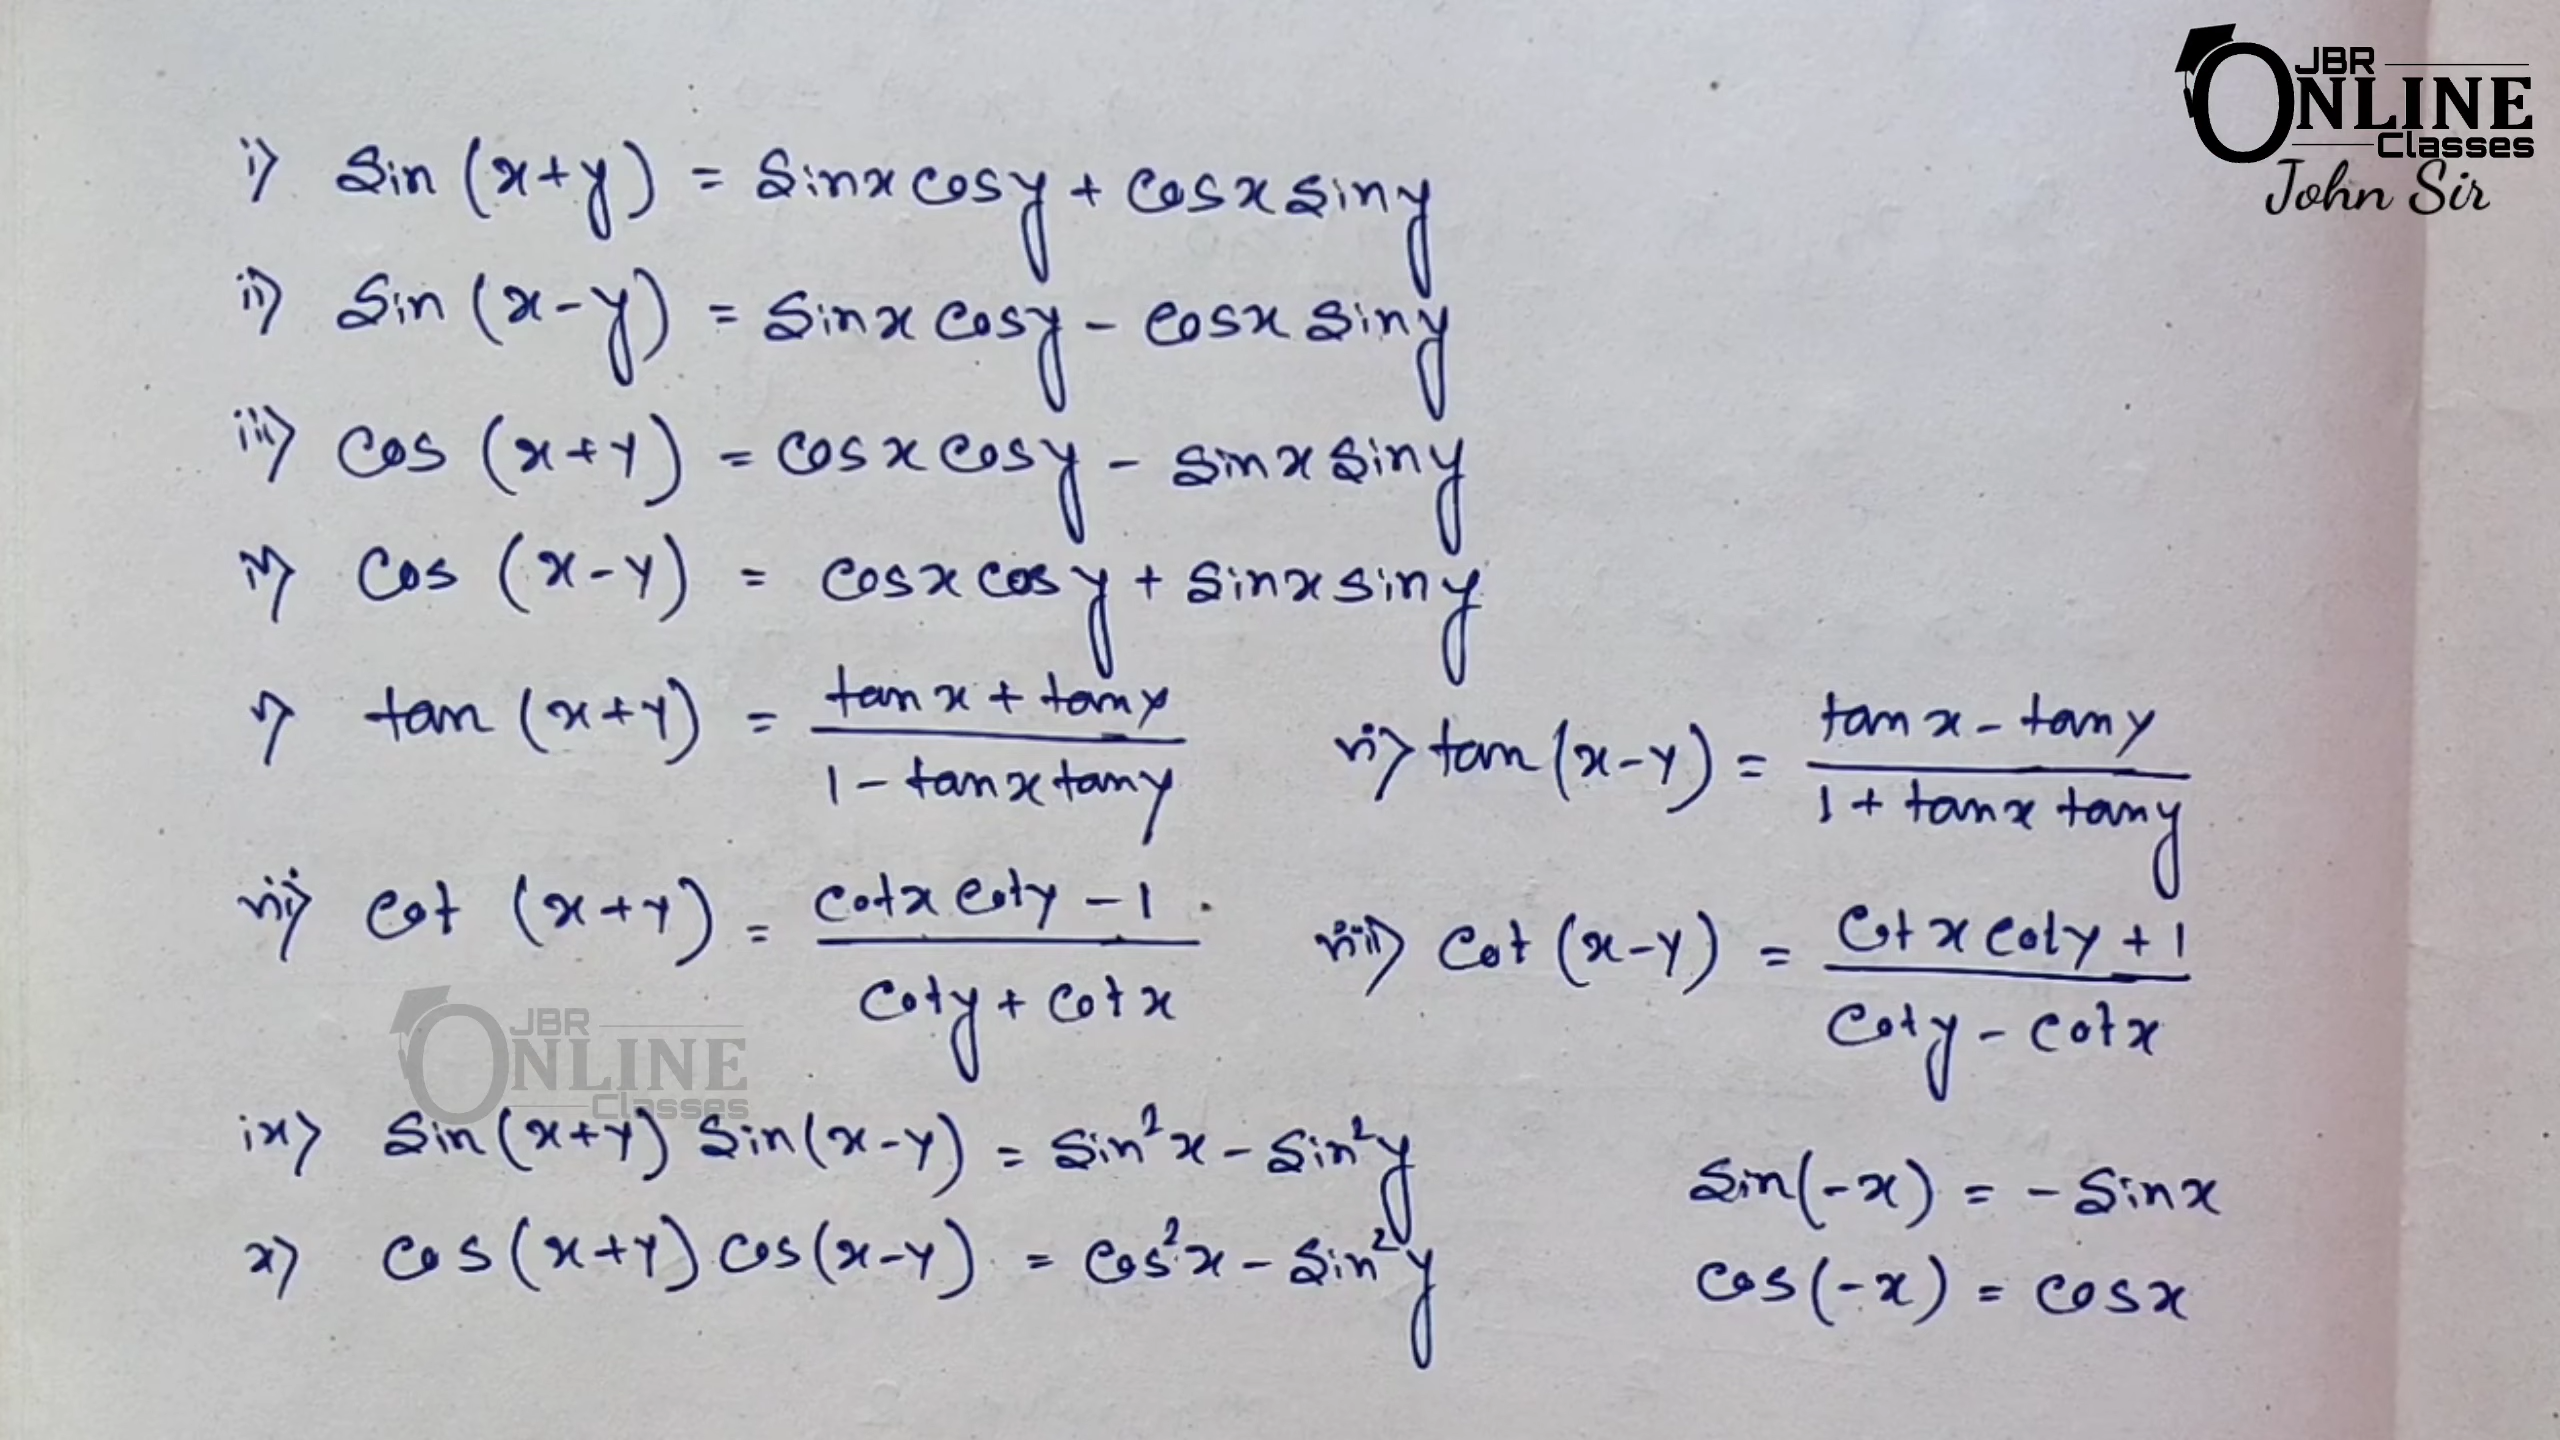 JBR
ONLINE
Classes
John Sir
i) Sin (x+y) = Sinx cosy + cosx siny
ii) Sin (x-y) = Sinx cosy - cosx siny
iii) Cos (x+y) = cosx cosy - sinx siny
iv) Cos (x-y) = cosx cosy + sinx siny
v) tan (x+y) = tanx + tany / 1 - tanx tany
vi) tan (x-y) = tanx - tany / 1 + tanx tany
vii) cot (x+y) = cotx coty - 1 / coty + cotx
viii) cot (x-y) = cotx coty + 1 / coty - cotx
JBR
ONLINE
Classes
ix) Sin(x+y) Sin(x-y) = Sin²x - Sin²y
x) cos(x+y) cos(x-y) = cos²x - Sin²y
Sin(-x) = - Sinx
cos(-x) = cosx